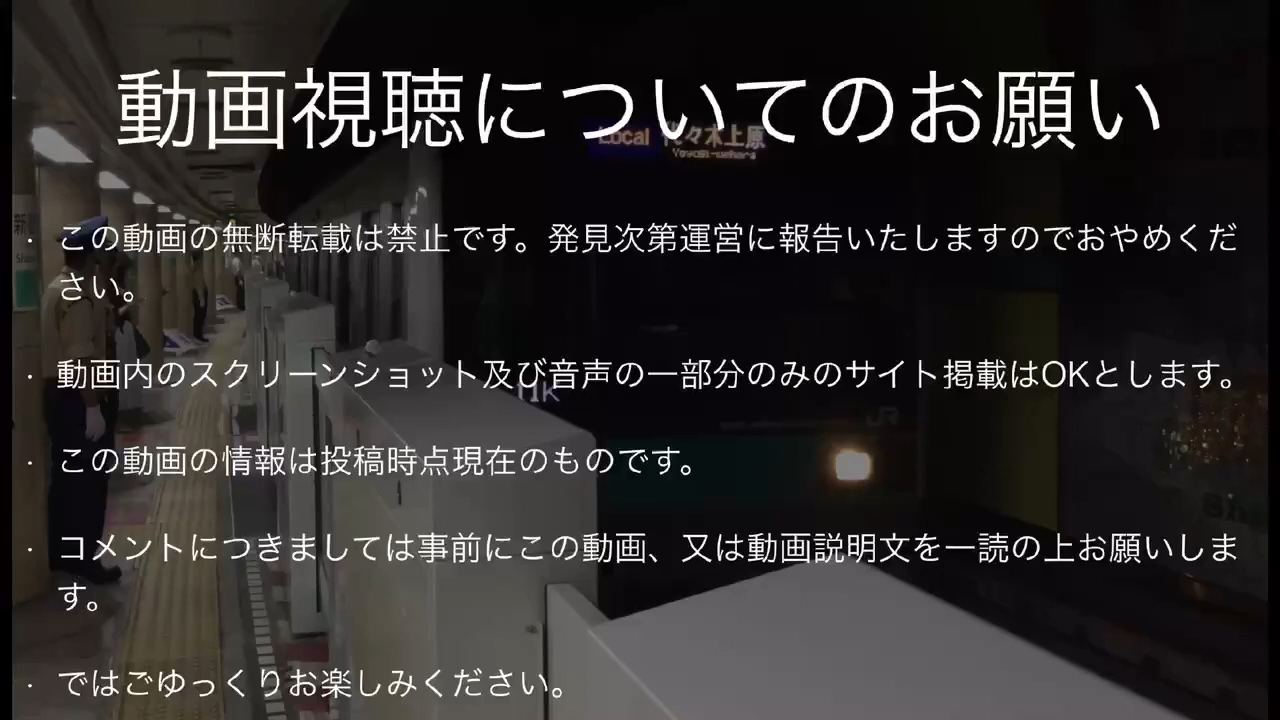 動画視聴についてのお願い
Local 代々木上原
・この動画の無断転載は禁止です。発見次第運営に報告いたしますのでおやめくだ
さい。
・動画内のスクリーンショット及び音声の一部分のみのサイト掲載はOKとします。
・この動画の情報は投稿時点現在のものです。
・コメントにつきましては事前にこの動画、又は動画説明文を一読の上お願いしま
す。
・ではごゆっくりお楽しみください。
JR